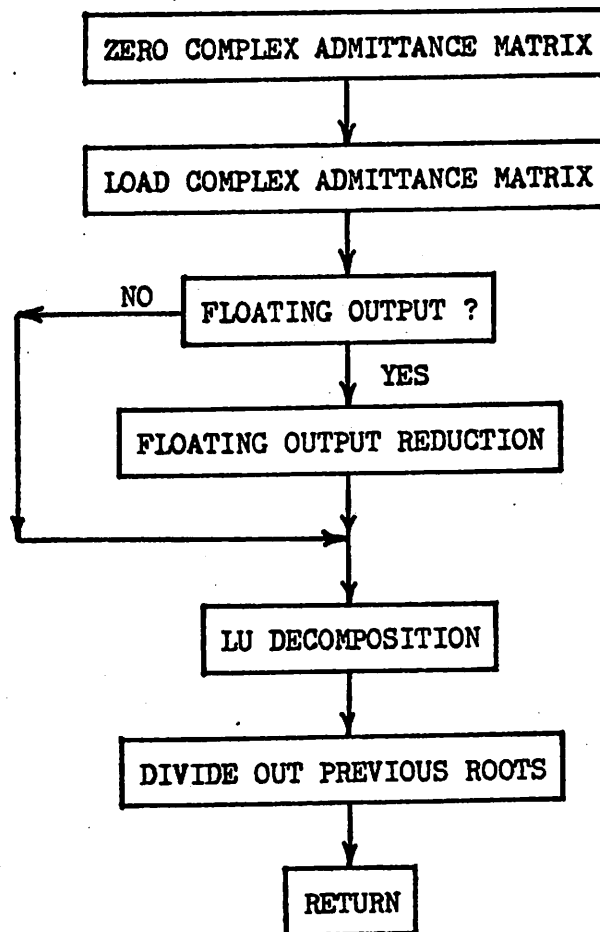 ZERO COMPLEX ADMITTANCE MATRIX
LOAD COMPLEX ADMITTANCE MATRIX
NO
FLOATING OUTPUT ?
YES
FLOATING OUTPUT REDUCTION
LU DECOMPOSITION
DIVIDE OUT PREVIOUS ROOTS
RETURN